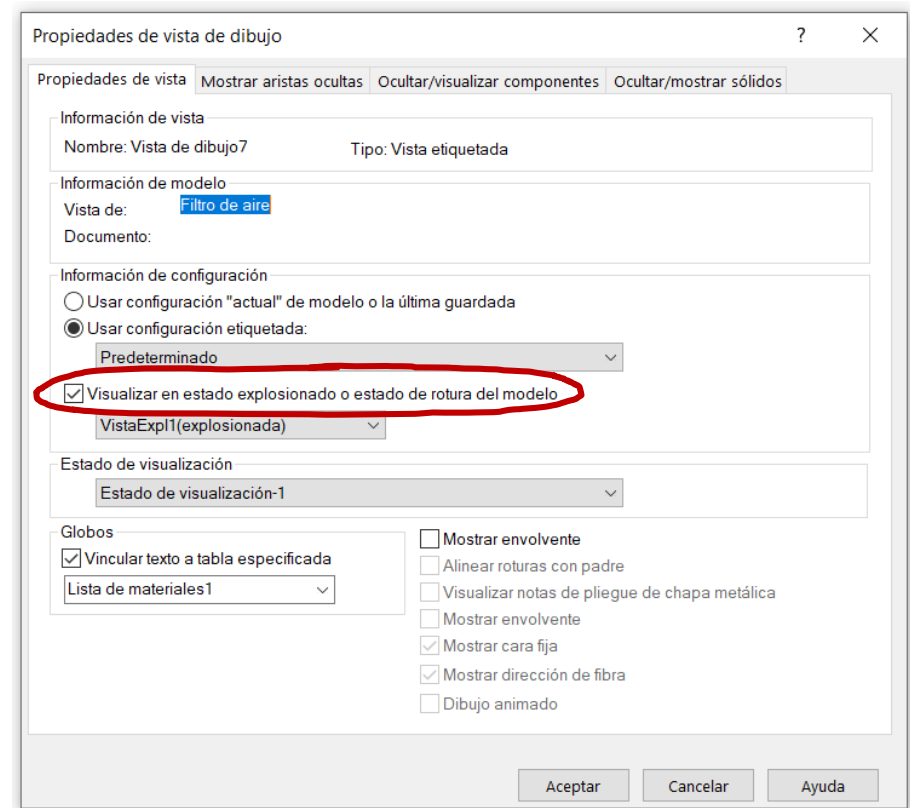 Propiedades de vista de dibujo ?
Propiedades de vista Mostrar aristas ocultas Ocultar/visualizar componentes Ocultar/mostrar sólidos
Información de vista
Nombre: Vista de dibujo7 Tipo: Vista etiquetada
Información de modelo
Vista de: Filtro de aire
Documento:
Información de configuración
Usar configuración "actual" de modelo o la última guardada
Usar configuración etiquetada:
Predeterminado
Visualizar en estado explosionado o estado de rotura del modelo
VistaExpl1(explosionada)
Estado de visualización
Estado de visualización-1
Globos
Vincular texto a tabla especificada
Lista de materiales1
Mostrar envolvente
Alinear roturas con padre
Visualizar notas de pliegue de chapa metálica
Mostrar envolvente
Mostrar cara fija
Mostrar dirección de fibra
Dibujo animado
Aceptar Cancelar Ayuda